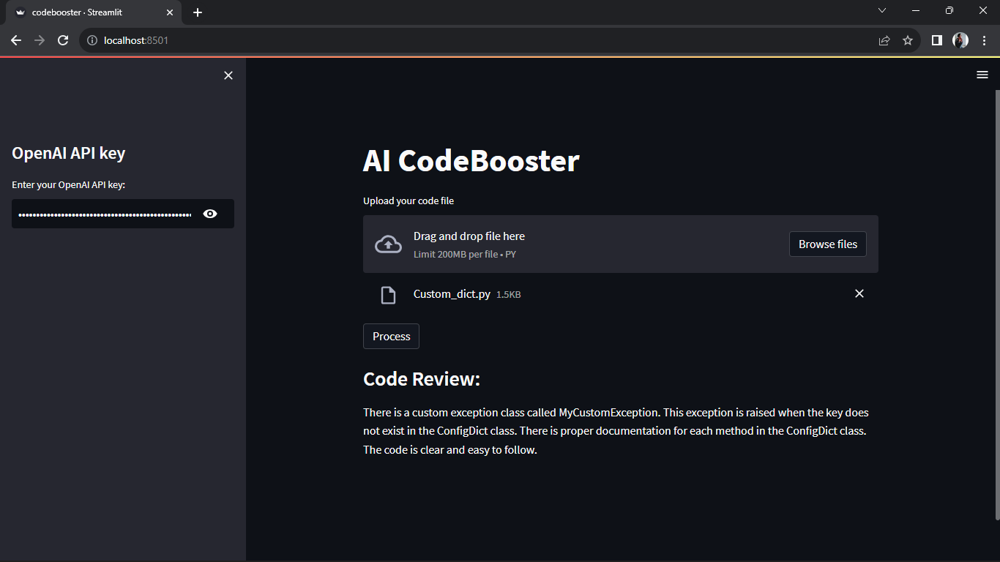 codebooster · Streamlit
localhost:8501
OpenAI API key
Enter your OpenAI API key:
••••••••••••••••••••••••••••••••••••••••••••••••
AI CodeBooster
Upload your code file
Drag and drop file here
Limit 200MB per file • PY
Browse files
Custom_dict.py 1.5KB
Process
Code Review:
There is a custom exception class called MyCustomException. This exception is raised when the key does
not exist in the ConfigDict class. There is proper documentation for each method in the ConfigDict class.
The code is clear and easy to follow.